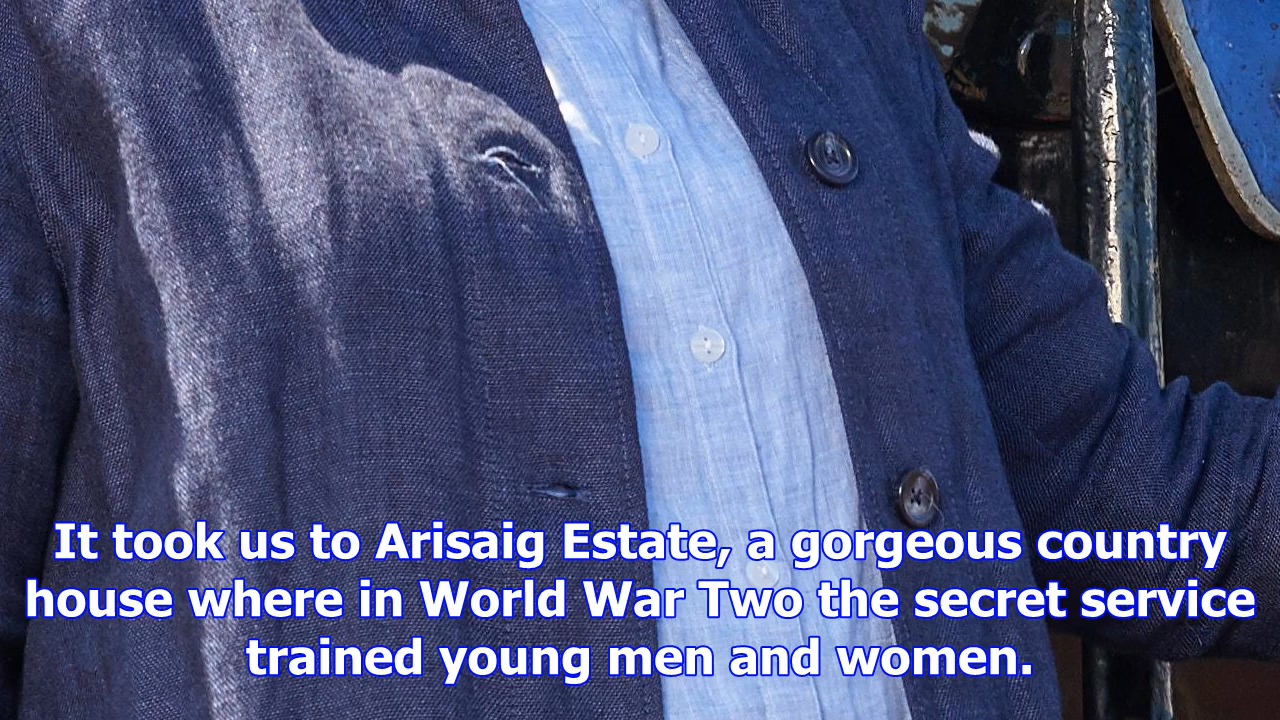 It took us to Arisaig Estate, a gorgeous country
house where in World War Two the secret service
trained young men and women.